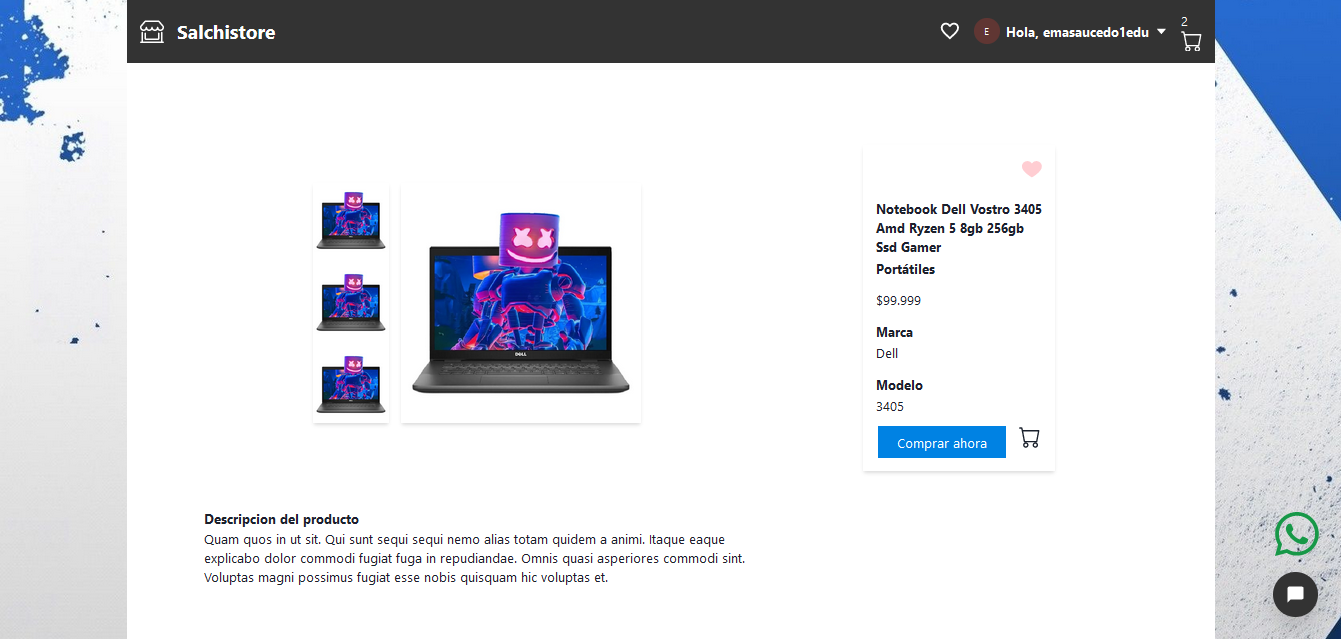 Salchistore
E
Hola, emasaucedo1edu
2
Notebook Dell Vostro 3405
Amd Ryzen 5 8gb 256gb
Ssd Gamer
Portátiles
$99.999
Marca
Dell
Modelo
3405
Comprar ahora
DELL
Descripcion del producto
Quam quos in ut sit. Qui sunt sequi sequi nemo alias totam quidem a animi. Itaque eaque
explicabo dolor commodi fugiat fuga in repudiandae. Omnis quasi asperiores commodi sint.
Voluptas magni possimus fugiat esse nobis quisquam hic voluptas et.